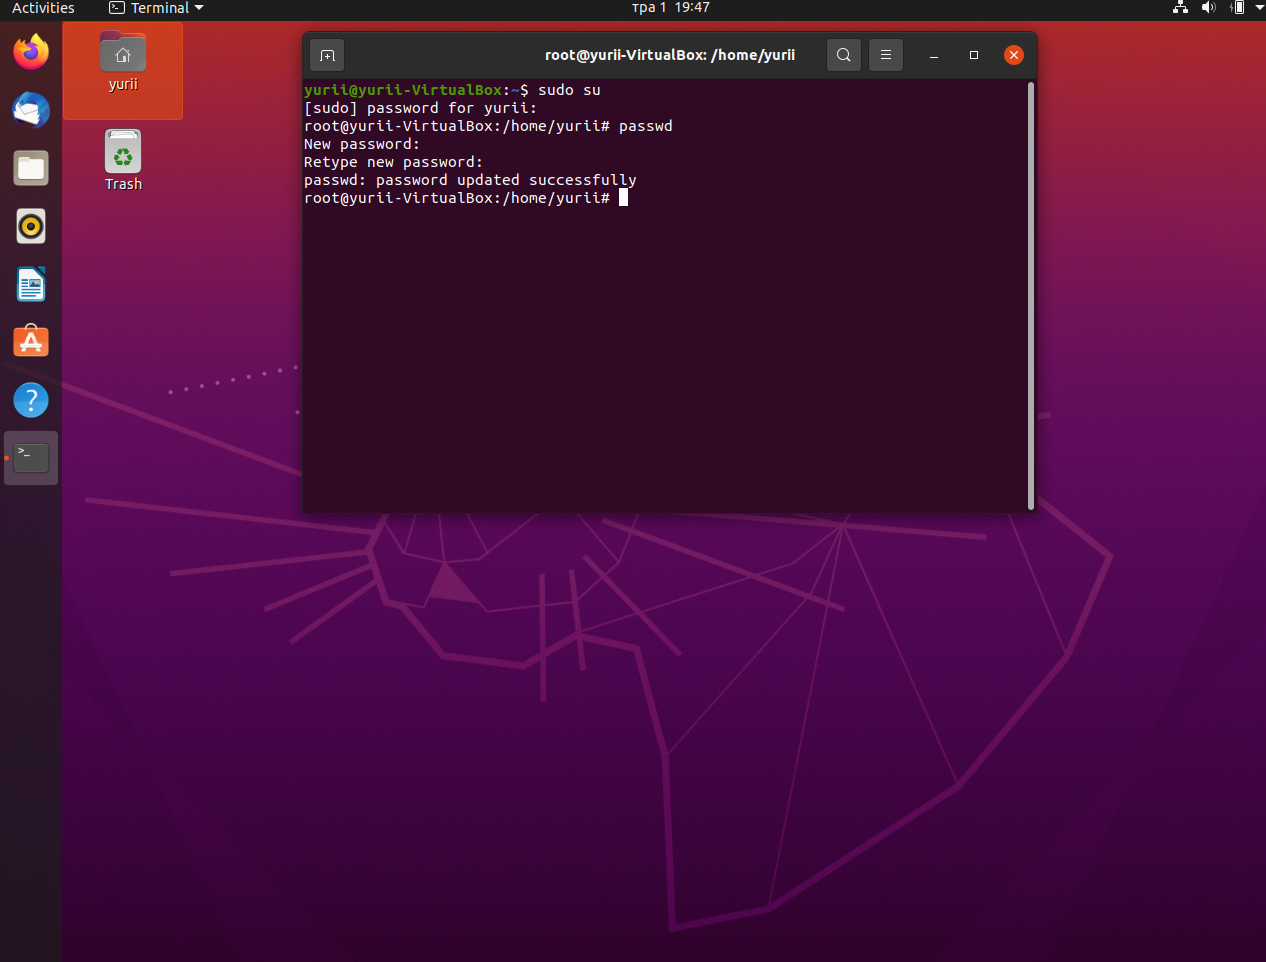 Activities Terminal тра 1 19:47
yurii
Trash
root@yurii-VirtualBox: /home/yurii
yurii@yurii-VirtualBox:~$ sudo su
[sudo] password for yurii:
root@yurii-VirtualBox:/home/yurii# passwd
New password:
Retype new password:
passwd: password updated successfully
root@yurii-VirtualBox:/home/yurii#